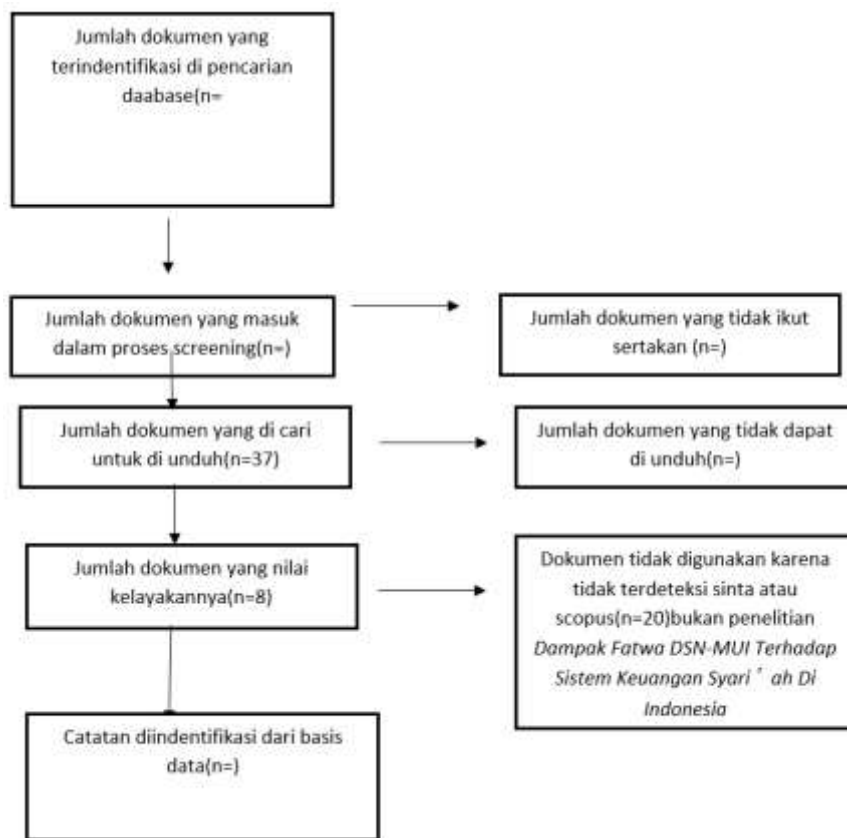 Jumlah dokumen yang
terindentifikasi di pencarian
daabase(n=
Jumlah dokumen yang masuk
dalam proses screening(n=)
Jumlah dokumen yang tidak ikut
sertakan (n=)
Jumlah dokumen yang di cari
untuk di unduh(n=37)
Jumlah dokumen yang tidak dapat
di unduh(n=)
Jumlah dokumen yang nilai
kelayakannya(n=8)
Dokumen tidak digunakan karena
tidak terdeteksi sinta atau
scopus(n=20)bukan penelitian
Dampak Fatwa DSN-MUI Terhadap
Sistem Keuangan Syari ʿ ah Di
Indonesia
Catatan diindentifikasi dari basis
data(n=)